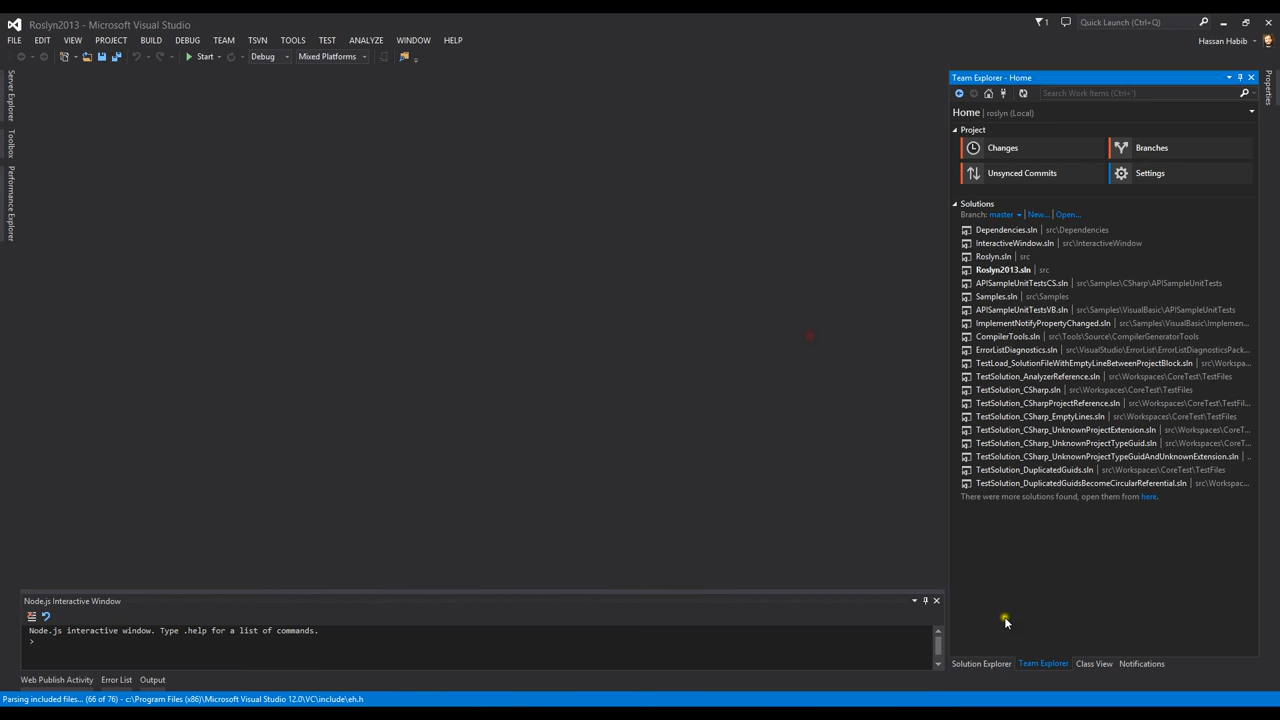 Roslyn2013 - Microsoft Visual Studio
1
Quick Launch (Ctrl+Q)
FILE EDIT VIEW PROJECT BUILD DEBUG TEAM TSVN TOOLS TEST ANALYZE WINDOW HELP
Hassan Habib
Start Debug Mixed Platforms
Server Explorer
Toolbox
Performance Explorer
Team Explorer - Home
Properties
Search Work Items (Ctrl+')
Home | roslyn (Local)
Project
Changes
Branches
Unsynced Commits
Settings
Solutions
Branch: master | New... | Open...
Dependencies.sln | src\Dependencies
InteractiveWindow.sln | src\InteractiveWindow
Roslyn.sln | src
Roslyn2013.sln | src
APISampleUnitTestsCS.sln | src\Samples\CSharp\APISampleUnitTests
Samples.sln | src\Samples
APISampleUnitTestsVB.sln | src\Samples\VisualBasic\APISampleUnitTests
ImplementNotifyPropertyChanged.sln | src\Samples\VisualBasic\Implemen...
CompilerTools.sln | src\Tools\Source\CompilerGeneratorTools
ErrorListDiagnostics.sln | src\VisualStudio\ErrorList\ErrorListDiagnosticsPack...
TestLoad_SolutionFileWithEmptyLineBetweenProjectBlock.sln | src\Workspa...
TestSolution_AnalyzerReference.sln | src\Workspaces\CoreTest\TestFiles
TestSolution_CSharp.sln | src\Workspaces\CoreTest\TestFiles
TestSolution_CSharpProjectReference.sln | src\Workspaces\CoreTest\TestFil...
TestSolution_CSharp_EmptyLines.sln | src\Workspaces\CoreTest\TestFiles
TestSolution_CSharp_UnknownProjectExtension.sln | src\Workspaces\CoreT...
TestSolution_CSharp_UnknownProjectTypeGuid.sln | src\Workspaces\CoreT...
TestSolution_CSharp_UnknownProjectTypeGuidAndUnknownExtension.sln | ..
TestSolution_DuplicatedGuids.sln | src\Workspaces\CoreTest\TestFiles
TestSolution_DuplicatedGuidsBecomeCircularReferential.sln | src\Workspac...
There were more solutions found, open them from here.
Node.js Interactive Window
Node.js interactive window. Type .help for a list of commands.
>
Solution Explorer Team Explorer Class View Notifications
Web Publish Activity Error List Output
Parsing included files... (66 of 76) - c:\Program Files (x86)\Microsoft Visual Studio 12.0\VC\include\eh.h